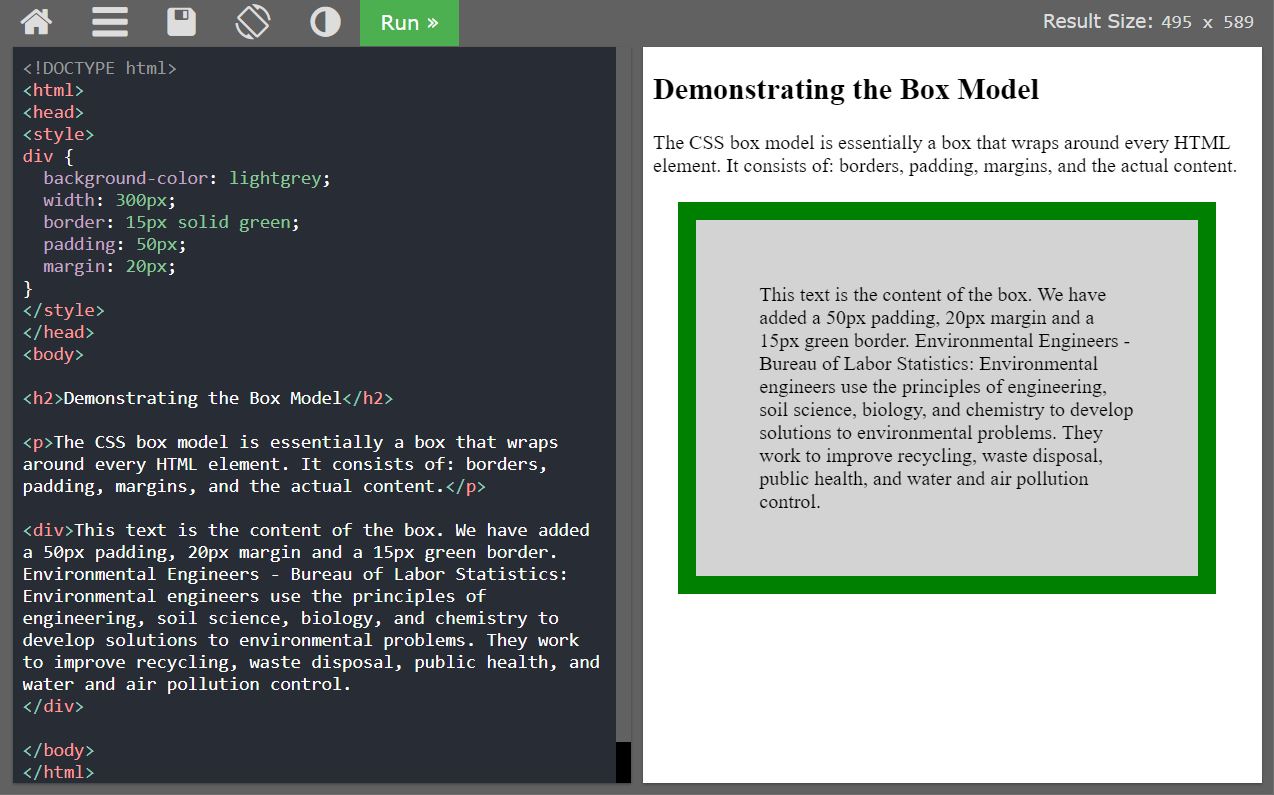 Run »
Result Size: 495 x 589
<!DOCTYPE html>
<html>
<head>
<style>
div {
  background-color: lightgrey;
  width: 300px;
  border: 15px solid green;
  padding: 50px;
  margin: 20px;
}
</style>
</head>
<body>

<h2>Demonstrating the Box Model</h2>

<p>The CSS box model is essentially a box that wraps
around every HTML element. It consists of: borders,
padding, margins, and the actual content.</p>

<div>This text is the content of the box. We have added
a 50px padding, 20px margin and a 15px green border.
Environmental Engineers - Bureau of Labor Statistics:
Environmental engineers use the principles of
engineering, soil science, biology, and chemistry to
develop solutions to environmental problems. They work
to improve recycling, waste disposal, public health, and
water and air pollution control.
</div>

</body>
</html>
Demonstrating the Box Model
The CSS box model is essentially a box that wraps around every HTML
element. It consists of: borders, padding, margins, and the actual content.
This text is the content of the box. We have
added a 50px padding, 20px margin and a
15px green border. Environmental Engineers -
Bureau of Labor Statistics: Environmental
engineers use the principles of engineering,
soil science, biology, and chemistry to develop
solutions to environmental problems. They
work to improve recycling, waste disposal,
public health, and water and air pollution
control.